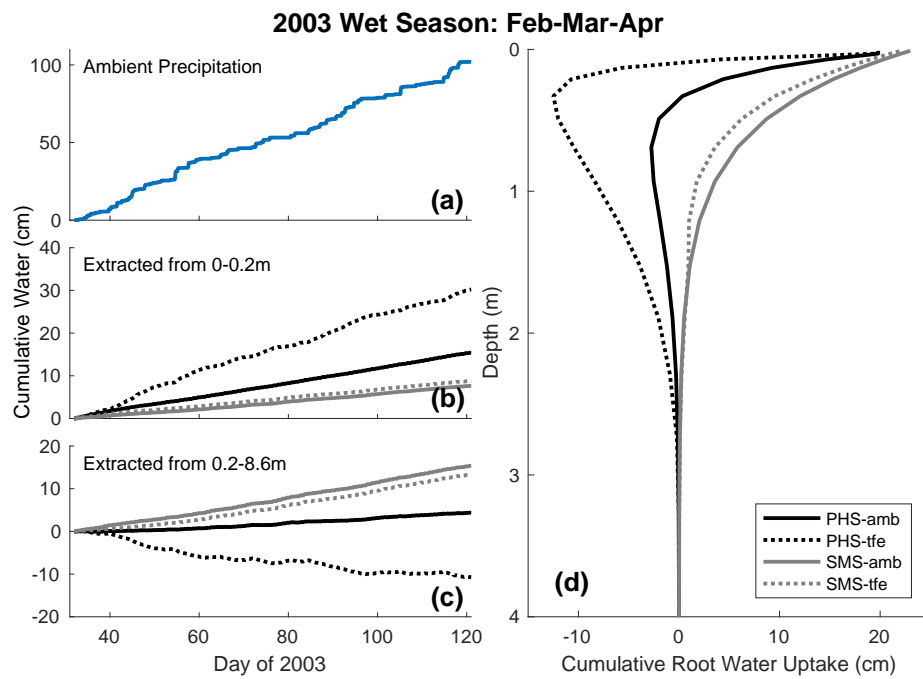 2003 Wet Season: Feb-Mar-Apr
Ambient Precipitation
100
50
0
(a)
Cumulative Water (cm)
Extracted from 0-0.2m
40
30
20
10
0
(b)
Extracted from 0.2-8.6m
20
10
0
-10
-20
(c)
40 60 80 100 120
Day of 2003
Depth (m)
0
1
2
3
4
(d)
PHS-amb
PHS-tfe
SMS-amb
SMS-tfe
-10 0 10 20
Cumulative Root Water Uptake (cm)